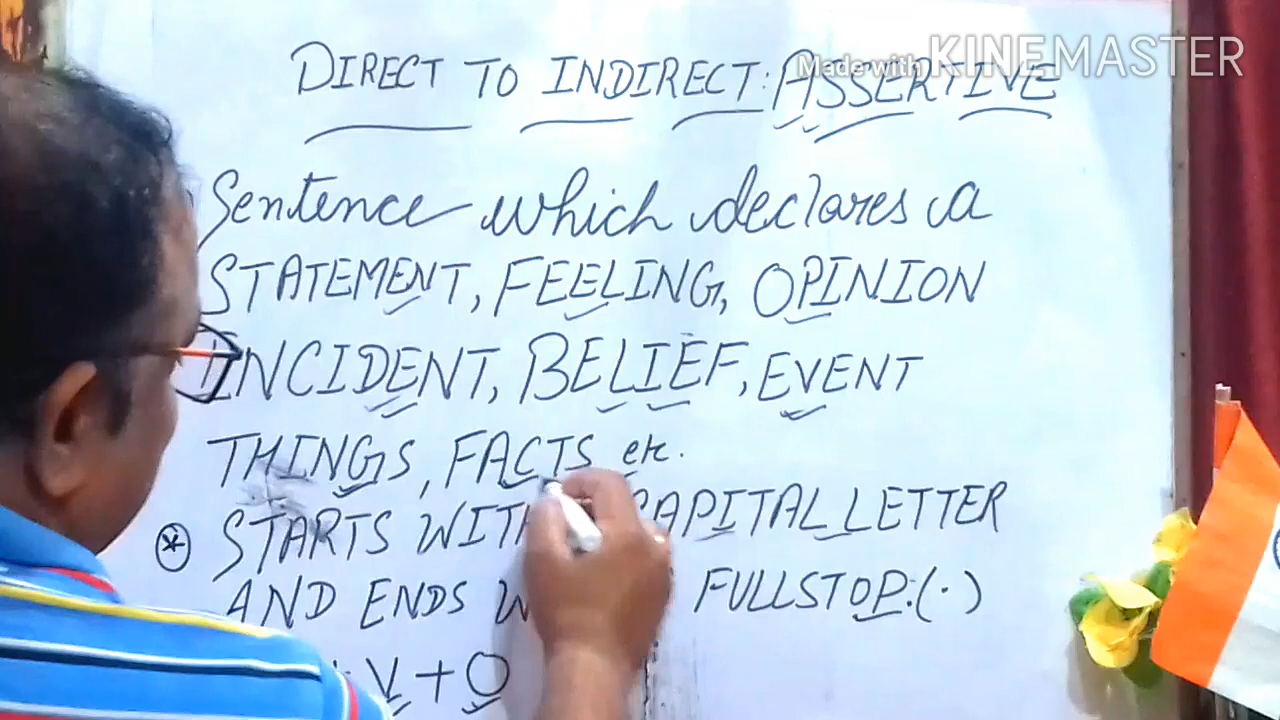 Made with KINEMASTER
DIRECT TO INDIRECT: ASSERTIVE
Sentence which declares a
STATEMENT, FEELING, OPINION
INCIDENT, BELIEF, EVENT
THINGS, FACTS etc.
STARTS CAPITAL LETTER
AND ENDS FULLSTOP:(.)
V + O